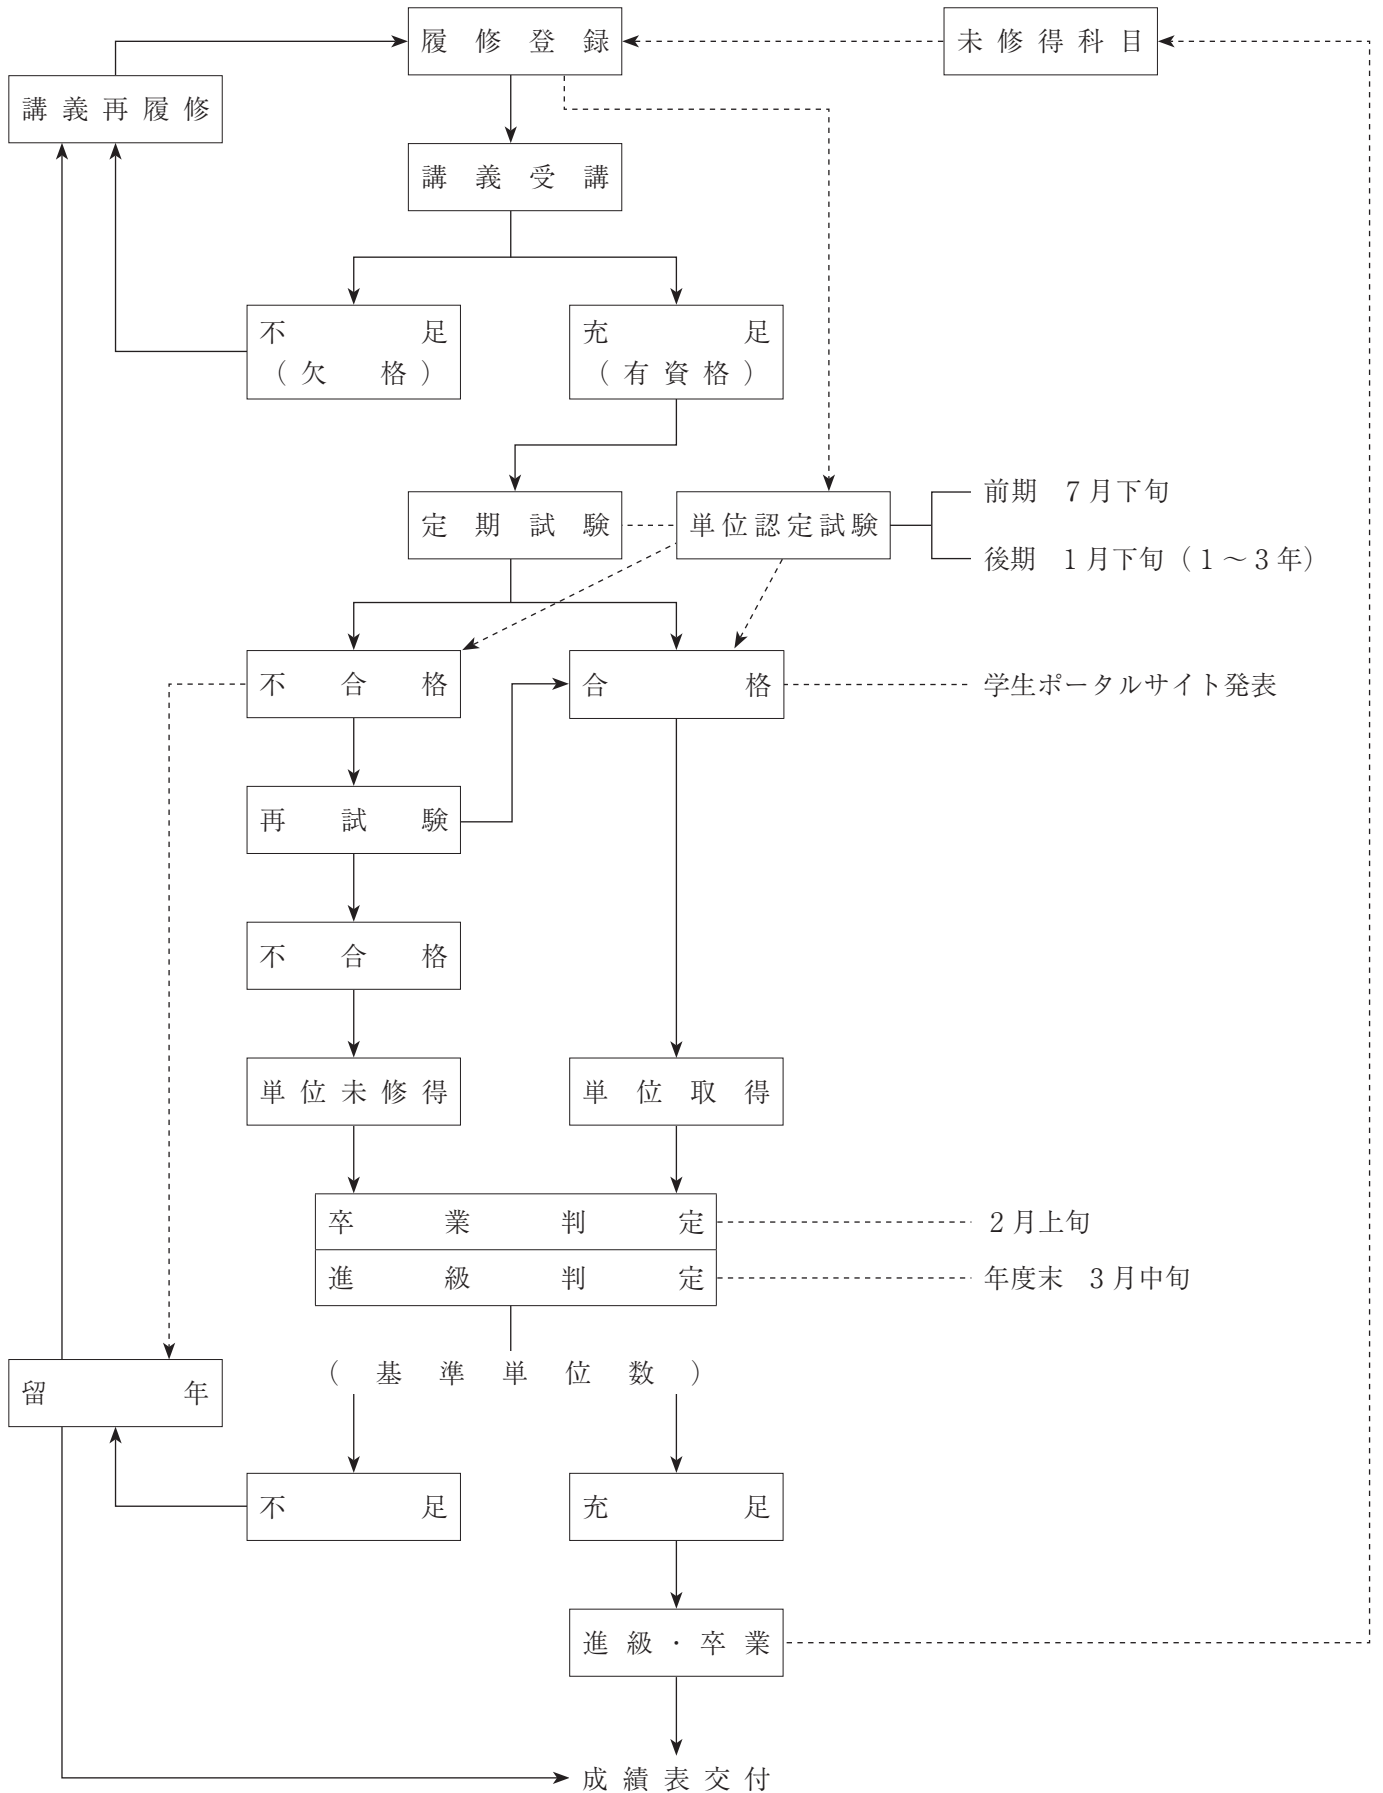 履修登録
未修得科目
講義再履修
講義受講
不足
（欠格）
充足
（有資格）
定期試験
単位認定試験
前期　７月下旬
後期　１月下旬（１～３年）
不合格
合格
学生ポータルサイト発表
再試験
不合格
単位未修得
単位取得
卒業判定
２月上旬
進級判定
年度末　３月中旬
（基準単位数）
留年
不足
充足
進級・卒業
成績表交付